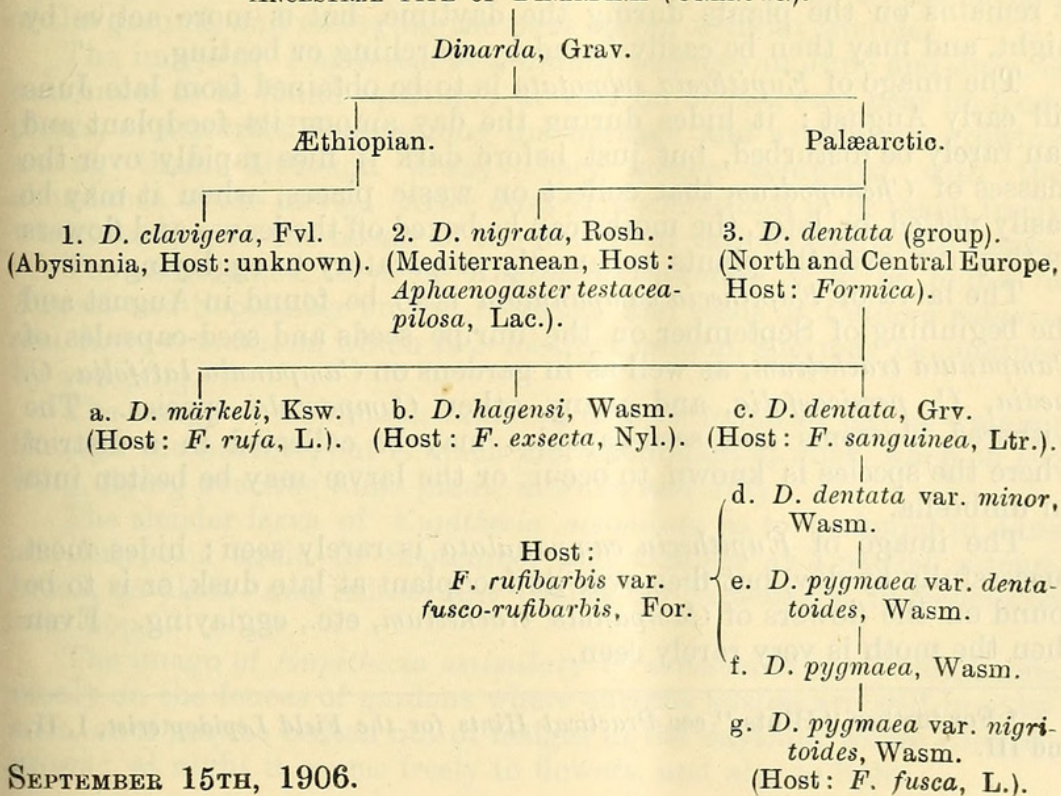 Dinarda, Grav.
Æthiopian. Palæarctic.
1. D. clavigera, Fvl. 2. D. nigrata, Rosh. 3. D. dentata (group).
(Abysinnia, Host: unknown). (Mediterranean, Host: (North and Central Europe,
Aphaenogaster testacea- Host: Formica).
pilosa, Lac.).
a. D. märkeli, Ksw. b. D. hagensi, Wasm. c. D. dentata, Grv.
(Host: F. rufa, L.). (Host: F. exsecta, Nyl.). (Host: F. sanguinea, Ltr.).
d. D. dentata var. minor,
Wasm.
Host:
F. rufibarbis var. e. D. pygmaea var. denta-
fusco-rufibarbis, For. toides, Wasm.
f. D. pygmaea, Wasm.
g. D. pygmaea var. nigri-
toides, Wasm.
SEPTEMBER 15TH, 1906. (Host: F. fusca, L.).